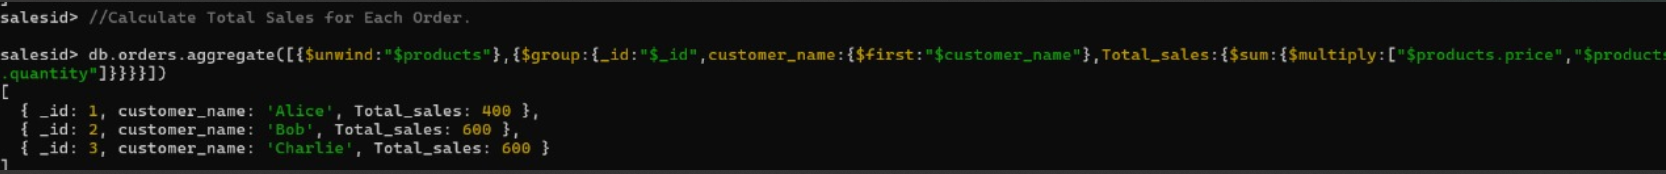 salesid> //Calculate Total Sales for Each Order.
salesid> db.orders.aggregate([{$unwind:"$products"},{$group:{_id:"$_id",customer_name:{$first:"$customer_name"},Total_sales:{$sum:{$multiply:["$products.price","$products
.quantity"]}}}}])
[
  { _id: 1, customer_name: 'Alice', Total_sales: 400 },
  { _id: 2, customer_name: 'Bob', Total_sales: 600 },
  { _id: 3, customer_name: 'Charlie', Total_sales: 600 }
]